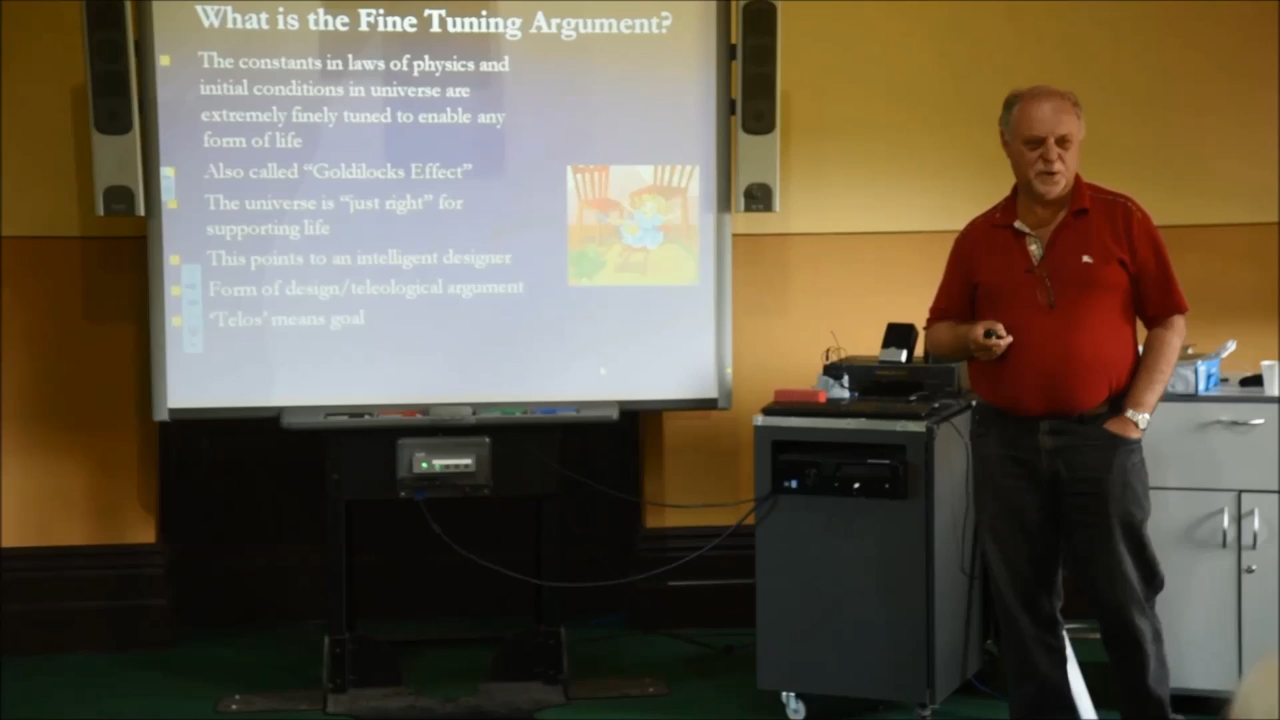 What is the Fine Tuning Argument?
The constants in laws of physics and
initial conditions in universe are
extremely finely tuned to enable any
form of life
Also called “Goldilocks Effect”
The universe is “just right” for
supporting life
This points to an intelligent designer
Form of design/teleological argument
‘Telos’ means goal